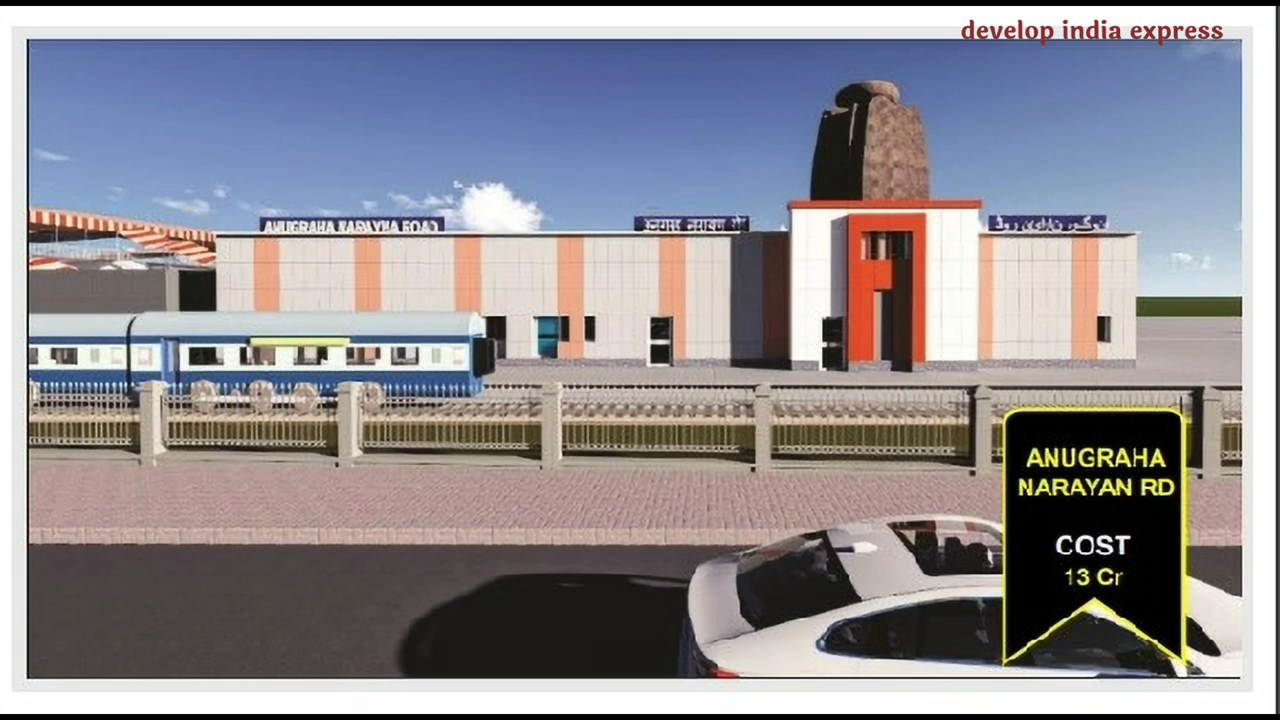 develop india express
ANUGRAHA NARAYNA ROAD
ANUGRAHA
NARAYAN RD
COST
13 Cr